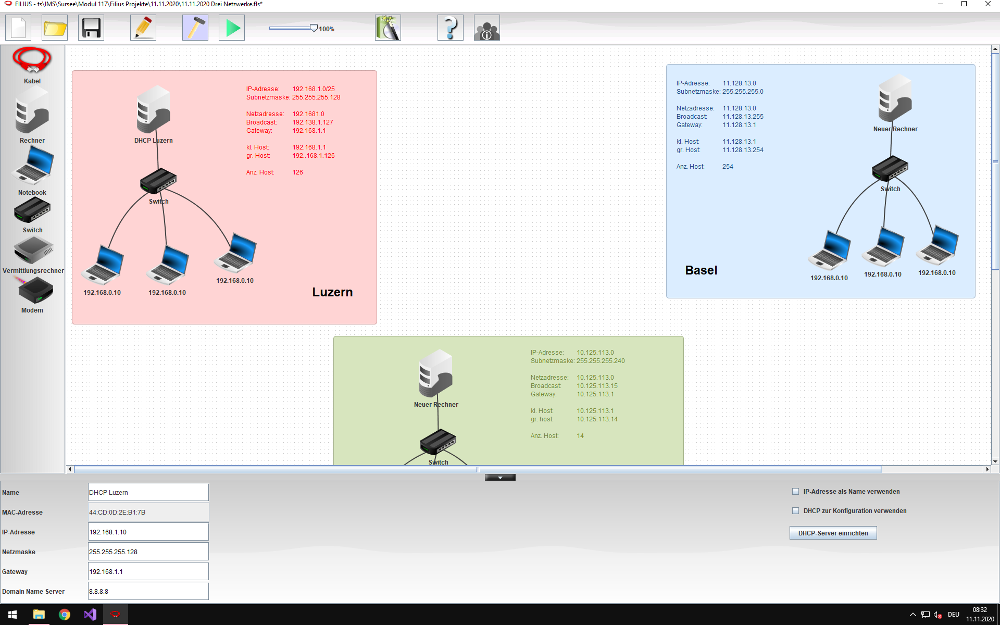 FILIUS - ts\IMS\Sursee\Modul 117\Filius Projekte\11.11.2020\11.11.2020 Drei Netzwerke.fls*
100%
Kabel
Rechner
Notebook
Switch
Vermittlungsrechner
Modem
DHCP Luzern
Switch
192.168.0.10
192.168.0.10
192.168.0.10
IP-Adresse: 192.168.1.0/25
Subnetzmaske: 255.255.255.128
Netzadresse: 192.1681.0
Broadcast: 192.138.1.127
Gateway: 192.168.1.1
kl. Host: 192.168.1.1
gr. Host: 192..168.1.126
Anz. Host: 126
Luzern
IP-Adresse: 11.128.13.0
Subnetzmaske: 255.255.255.0
Netzadresse: 11.128.13.0
Broadcast: 11.128.13.255
Gateway: 11.128.13.1
kl. Host: 11.128.13.1
gr. Host: 11.128.13.254
Anz. Host: 254
Basel
Neuer Rechner
Switch
192.168.0.10
192.168.0.10
192.168.0.10
Neuer Rechner
Switch
IP-Adresse: 10.125.113.0
Subnetzmaske: 255.255.255.240
Netzadresse: 10.125.113.0
Broadcast: 10.125.113.15
Gateway: 10.125.113.1
kl. Host: 10.125.113.1
gr. host: 10.125.113.14
Anz. Host: 14
Name DHCP Luzern
MAC-Adresse 44:CD:0D:2E:B1:7B
IP-Adresse 192.168.1.10
Netzmaske 255.255.255.128
Gateway 192.168.1.1
Domain Name Server 8.8.8.8
IP-Adresse als Name verwenden
DHCP zur Konfiguration verwenden
DHCP-Server einrichten
DEU
08:32
11.11.2020